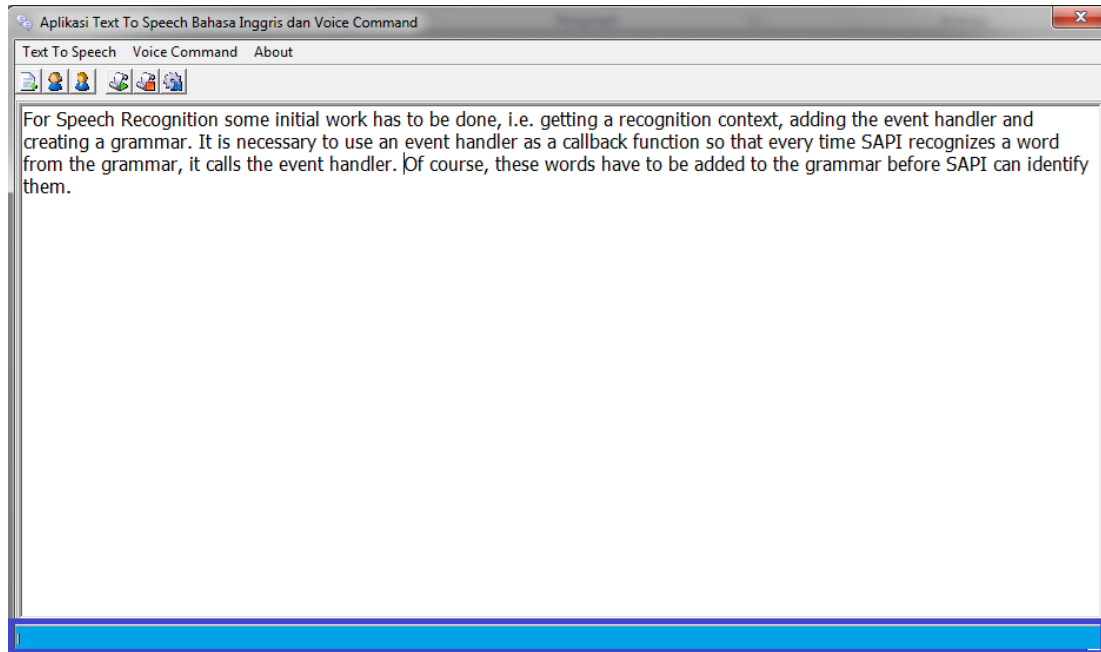 Aplikasi Text To Speech Bahasa Inggris dan Voice Command
Text To Speech Voice Command About
For Speech Recognition some initial work has to be done, i.e. getting a recognition context, adding the event handler and
creating a grammar. It is necessary to use an event handler as a callback function so that every time SAPI recognizes a word
from the grammar, it calls the event handler. Of course, these words have to be added to the grammar before SAPI can identify
them.